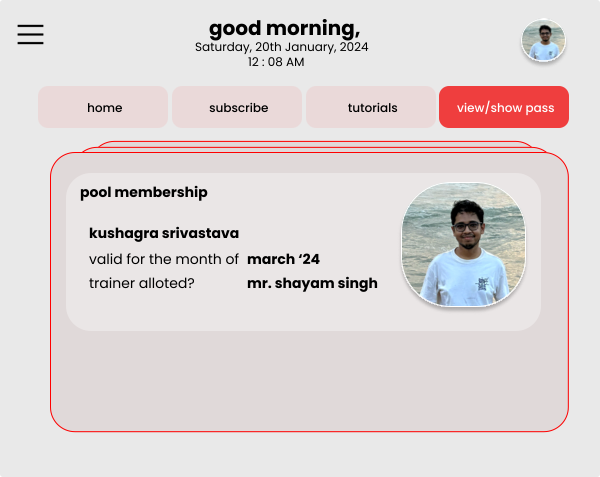 good morning,
Saturday, 20th January, 2024
12 : 08 AM
home
subscribe
tutorials
view/show pass
pool membership
kushagra srivastava
valid for the month of march ‘24
trainer alloted? mr. shayam singh